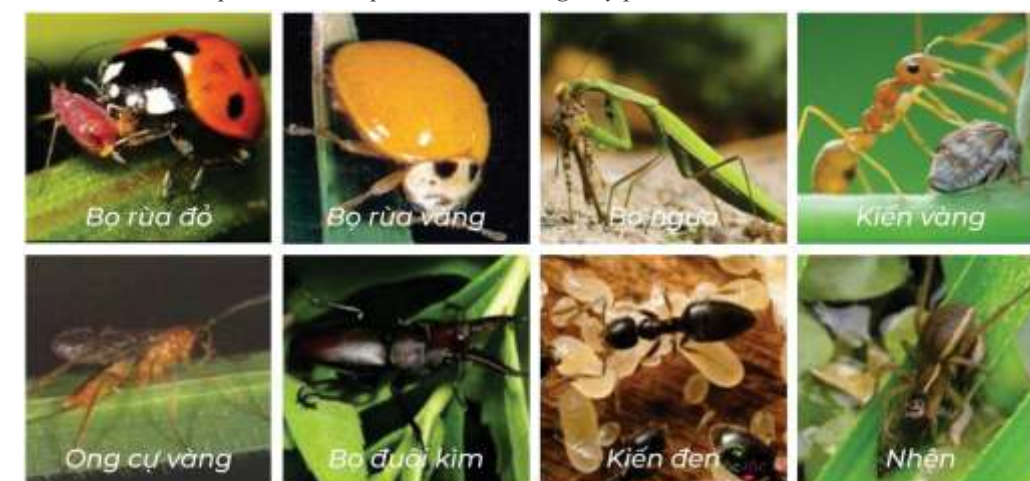 Bọ rùa đỏ
Bọ rùa vàng
Bọ ngựa
Kiến vàng
Ong cự vàng
Bọ đuôi kìm
Kiến đen
Nhện